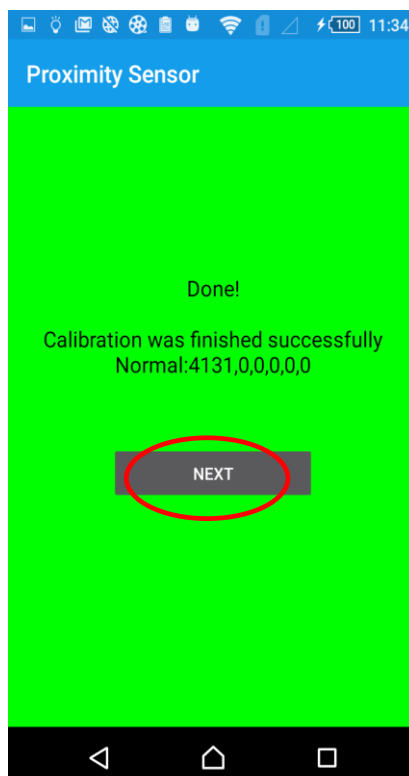 100 11:34
Proximity Sensor
Done!
Calibration was finished successfully
Normal:4131,0,0,0,0,0
NEXT